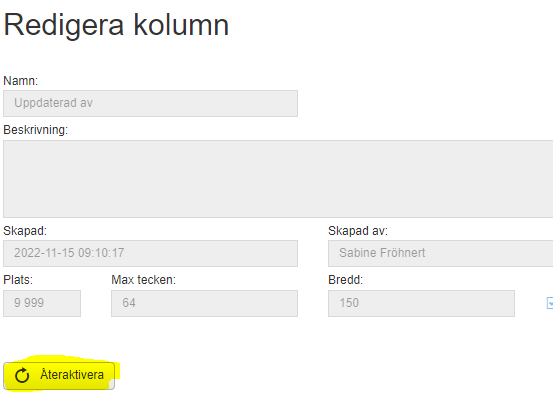 Redigera kolumn
Namn:
Uppdaterad av
Beskrivning:
Skapad: Skapad av:
2022-11-15 09:10:17 Sabine Fröhnert
Plats: Max tecken: Bredd:
9 999 64 150
Återaktivera